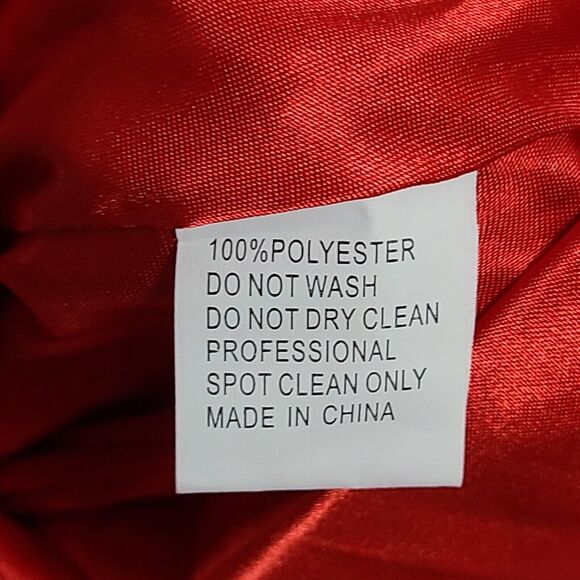 100%POLYESTER
DO NOT WASH
DO NOT DRY CLEAN
PROFESSIONAL
SPOT CLEAN ONLY
MADE IN CHINA